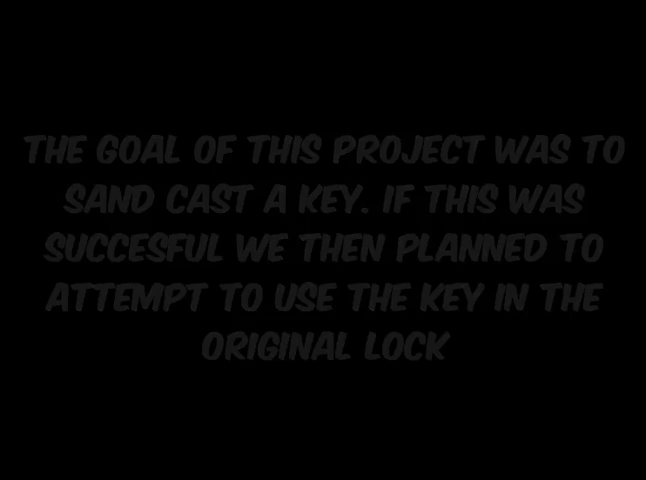 THE GOAL OF THIS PROJECT WAS TO
SAND CAST A KEY. IF THIS WAS
SUCCESFUL WE THEN PLANNED TO
ATTEMPT TO USE THE KEY IN THE
ORIGINAL LOCK